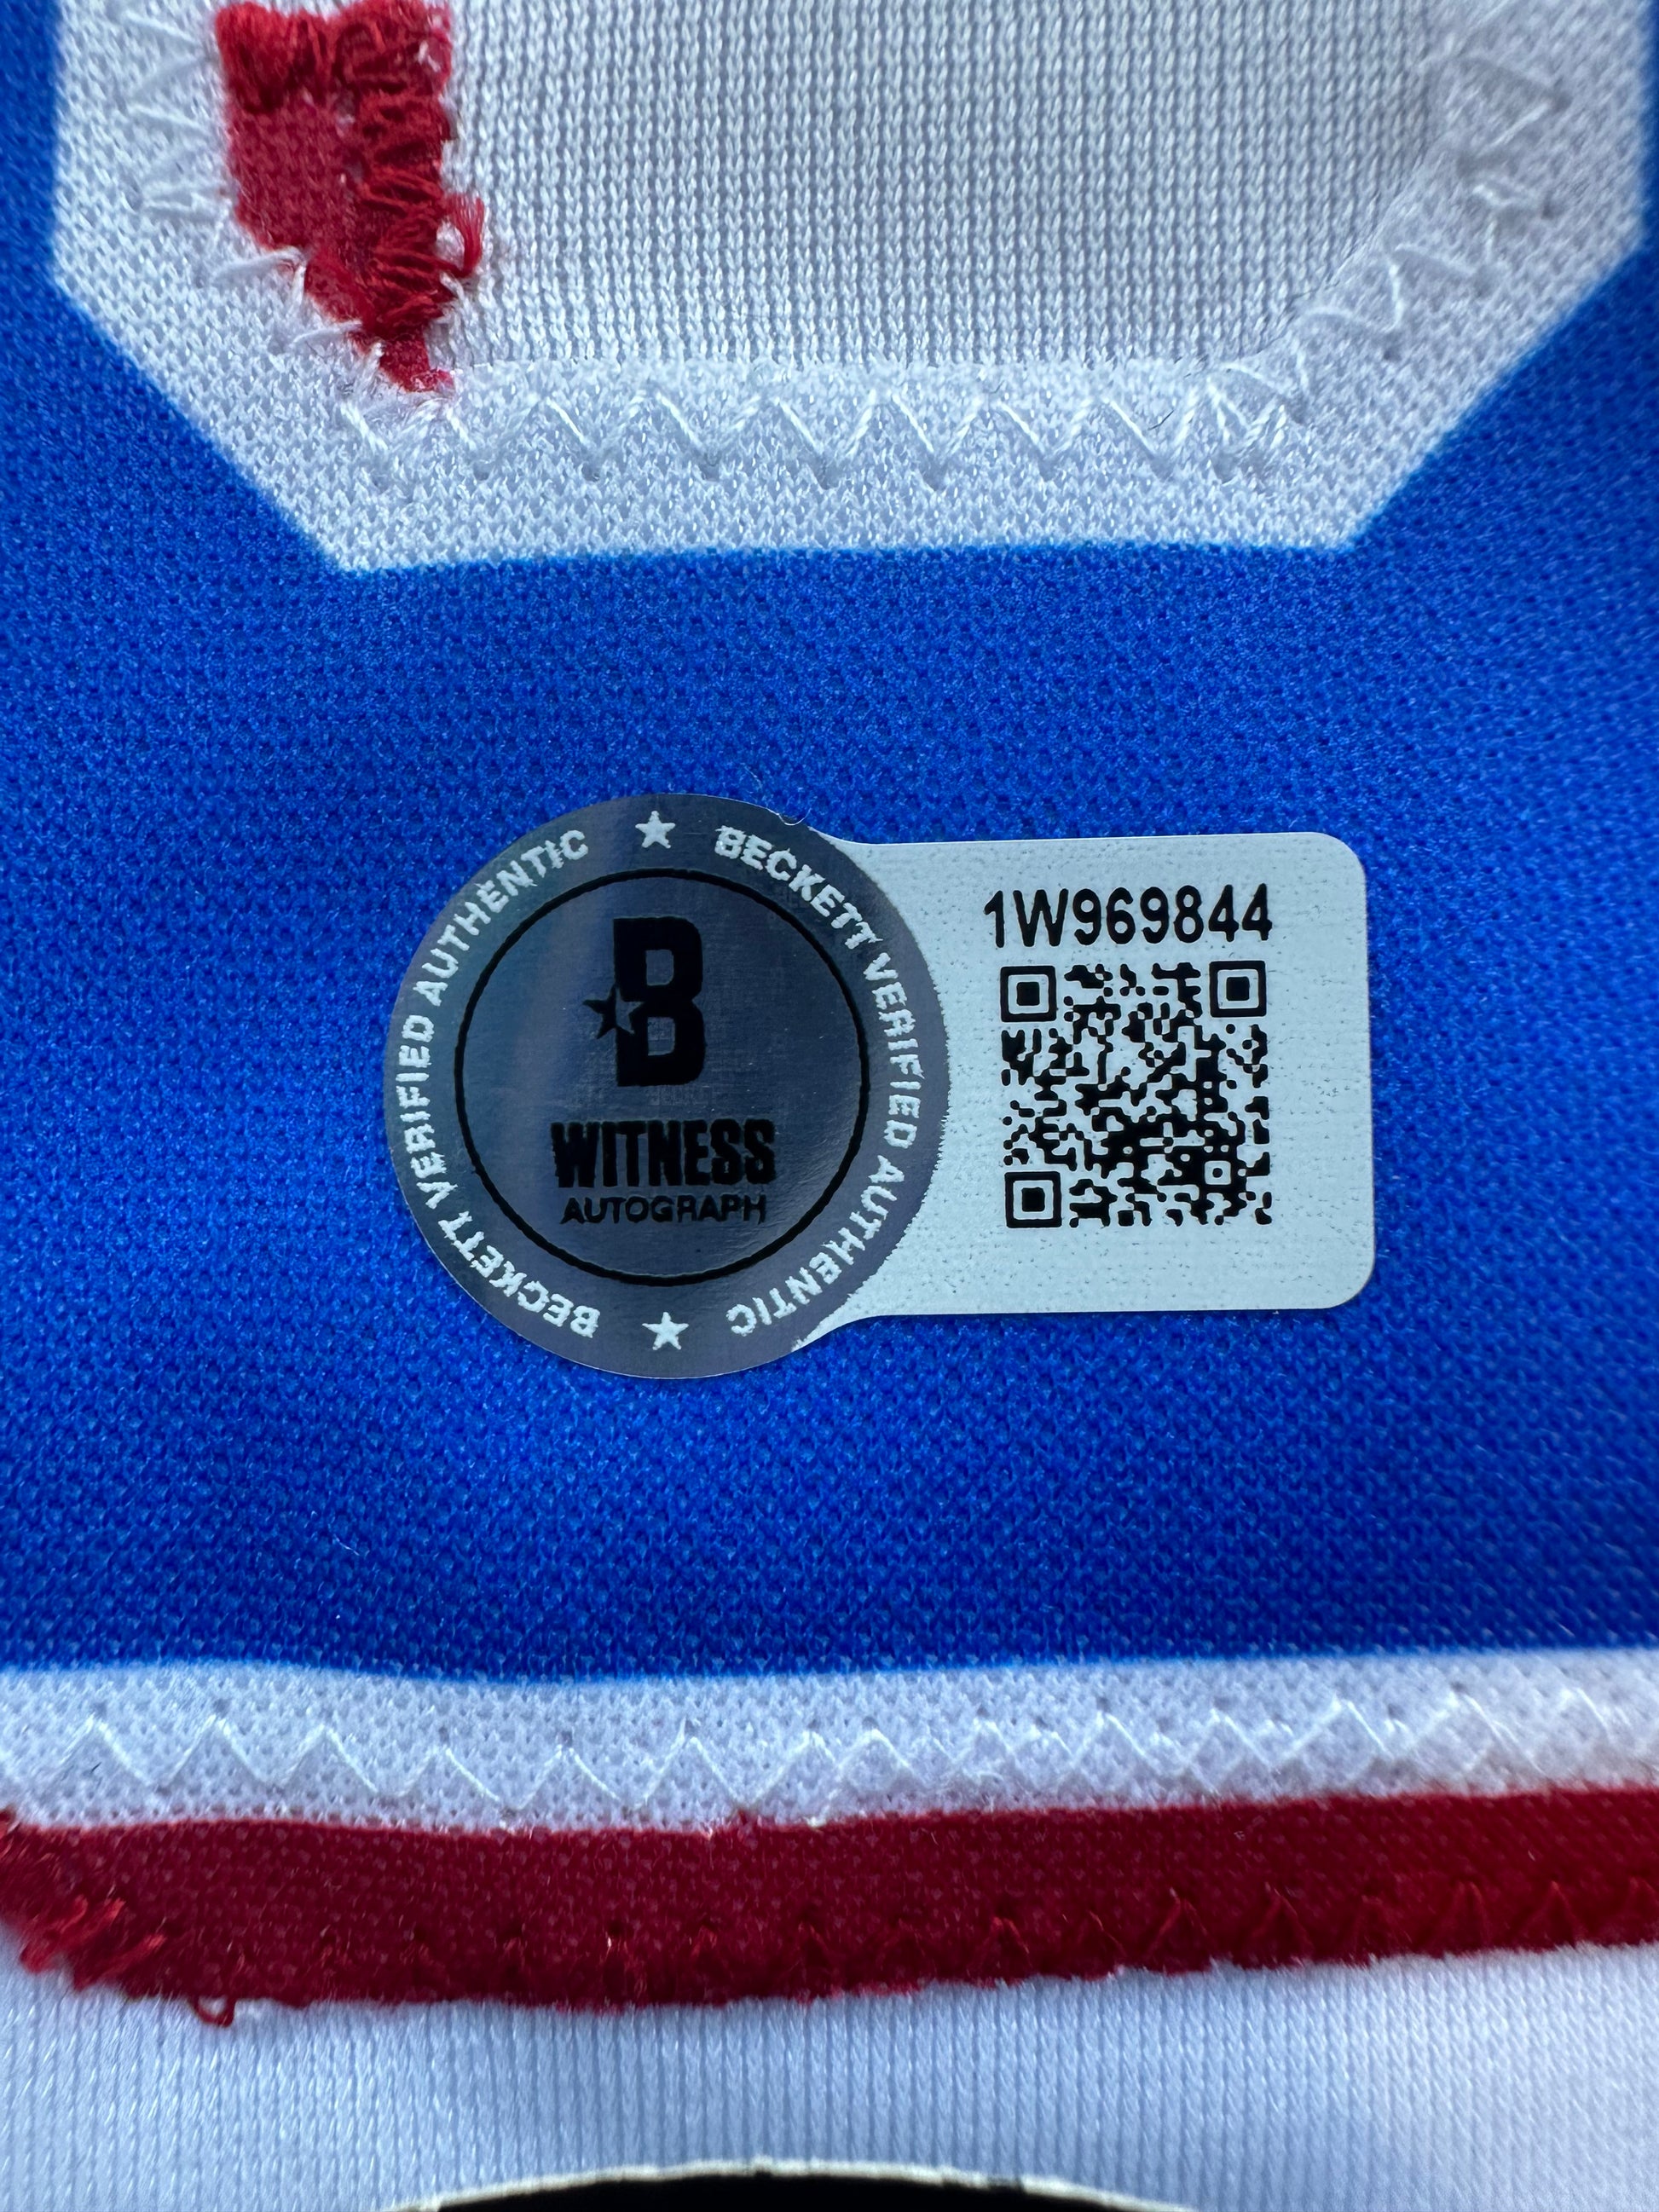 BECKETT VERIFIED AUTHENTIC ★ BECKETT VERIFIED AUTHENTIC ★
B
WITNESS
AUTOGRAPH
1W969844